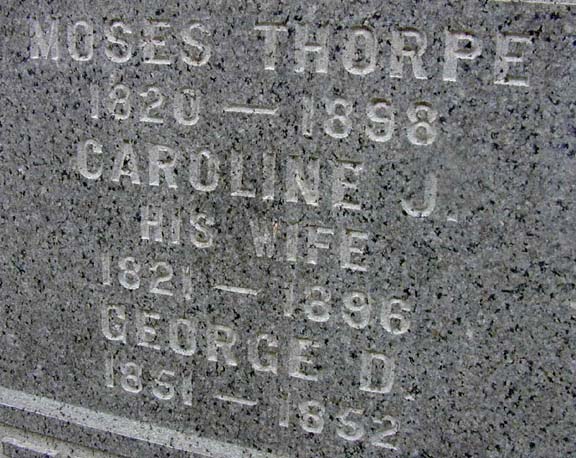 MOSES THORPE
1820 — 1898
CAROLINE J.
HIS WIFE
1821 — 1896
GEORGE D.
1851 — 1852